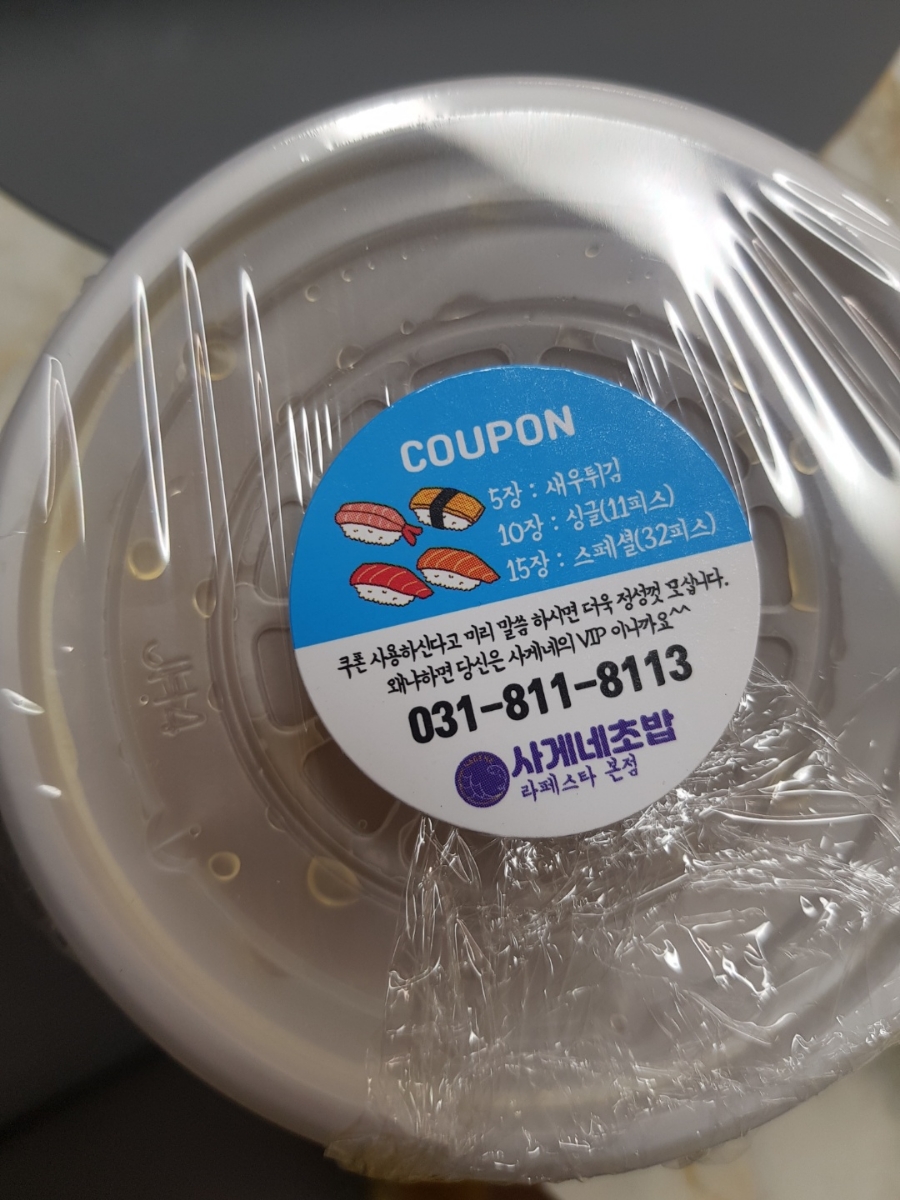 COUPON
5장 : 새우튀김
10장 : 싱글(11피스)
15장 : 스페셜(32피스)
쿠폰 사용하신다고 미리 말씀 하시면 더욱 정성껏 모십니다.
왜냐하면 당신은 사게네의 VIP 이니까요^^
031-811-8113
사게네초밥
라페스타 본점